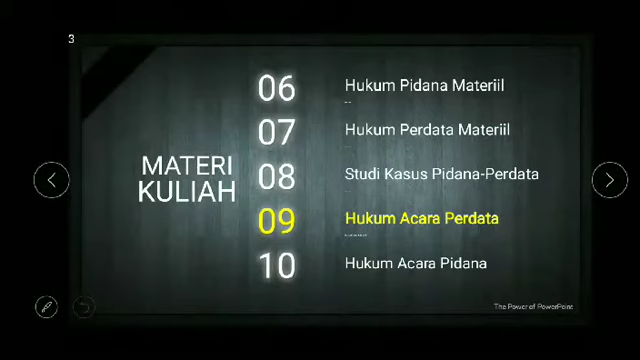 3
MATERI
KULIAH
06 Hukum Pidana Materiil
07 Hukum Perdata Materiil
08 Studi Kasus Pidana-Perdata
09 Hukum Acara Perdata
10 Hukum Acara Pidana
The Power of PowerPoint